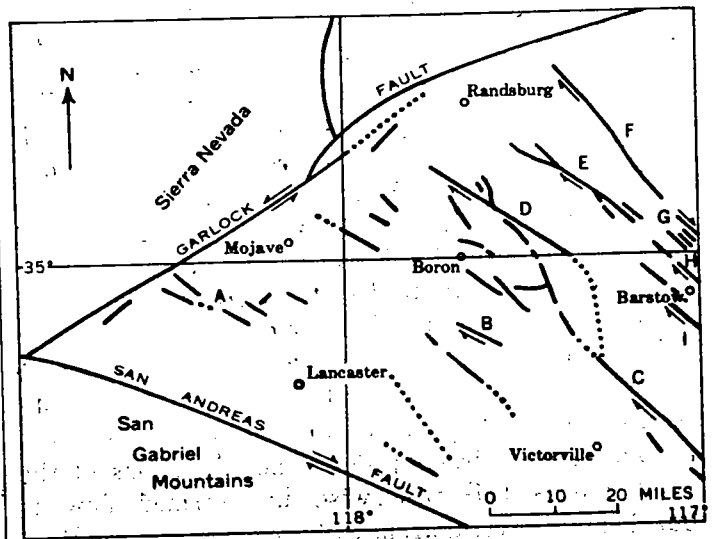 N
FAULT
Randsburg
Sierra Nevada
F
E
D
G
GARLOCK
Mojave
35°
Boron
H
A
Barstow
B
SAN ANDREAS FAULT
Lancaster
C
San
Gabriel
Mountains
Victorville
0 10 20 MILES
118°
117°